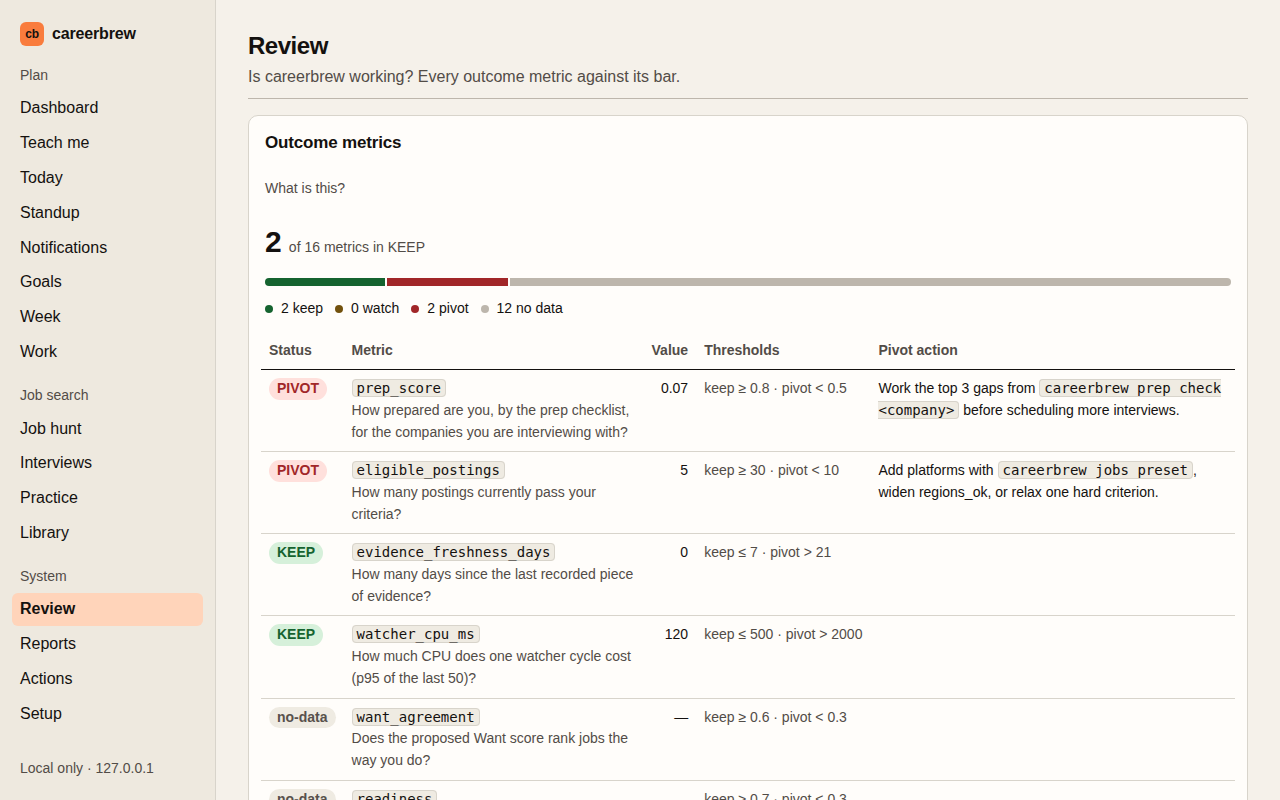 cb careerbrew
Plan
Dashboard
Teach me
Today
Standup
Notifications
Goals
Week
Work
Job search
Job hunt
Interviews
Practice
Library
System
Review
Reports
Actions
Setup
Local only · 127.0.0.1
Review
Is careerbrew working? Every outcome metric against its bar.
Outcome metrics
What is this?
2 of 16 metrics in KEEP
2 keep 0 watch 2 pivot 12 no data
Status Metric Value Thresholds Pivot action
PIVOT prep_score 0.07 keep ≥ 0.8 · pivot < 0.5 Work the top 3 gaps from careerbrew prep check
How prepared are you, by the prep checklist, <company> before scheduling more interviews.
for the companies you are interviewing with?
PIVOT eligible_postings 5 keep ≥ 30 · pivot < 10 Add platforms with careerbrew jobs preset,
How many postings currently pass your widen regions_ok, or relax one hard criterion.
criteria?
KEEP evidence_freshness_days 0 keep ≤ 7 · pivot > 21
How many days since the last recorded piece
of evidence?
KEEP watcher_cpu_ms 120 keep ≤ 500 · pivot > 2000
How much CPU does one watcher cycle cost
(p95 of the last 50)?
no-data want_agreement — keep ≥ 0.6 · pivot < 0.3
Does the proposed Want score rank jobs the
way you do?
no-data readiness keep ≥ 0.7 · pivot < 0.3